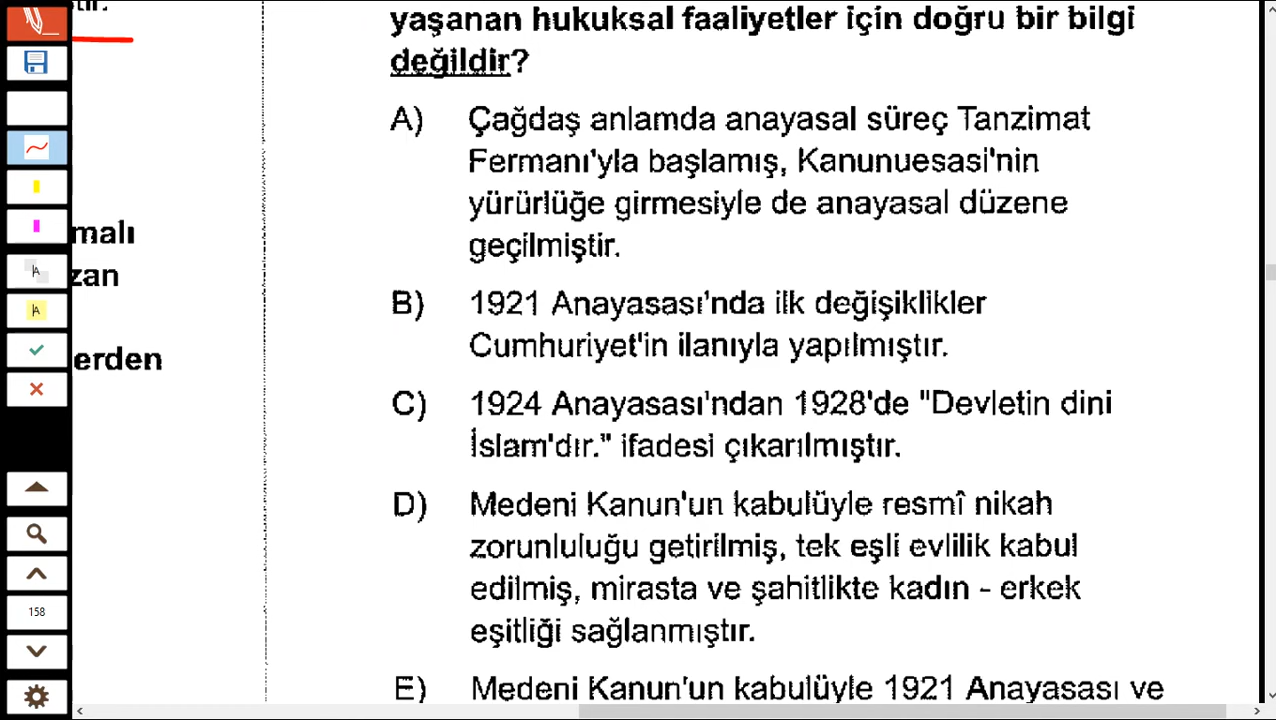 yaşanan hukuksal faaliyetler için doğru bir bilgi
değildir?
A) Çağdaş anlamda anayasal süreç Tanzimat
Fermanı'yla başlamış, Kanunuesasi'nin
yürürlüğe girmesiyle de anayasal düzene
geçilmiştir.
malı
zan
B) 1921 Anayasası'nda ilk değişiklikler
Cumhuriyet'in ilanıyla yapılmıştır.
erden
C) 1924 Anayasası'ndan 1928'de "Devletin dini
İslam'dır." ifadesi çıkarılmıştır.
D) Medeni Kanun'un kabulüyle resmî nikah
zorunluluğu getirilmiş, tek eşli evlilik kabul
edilmiş, mirasta ve şahitlikte kadın - erkek
eşitliği sağlanmıştır.
158
E) Medeni Kanun'un kabulüyle 1921 Anayasası ve